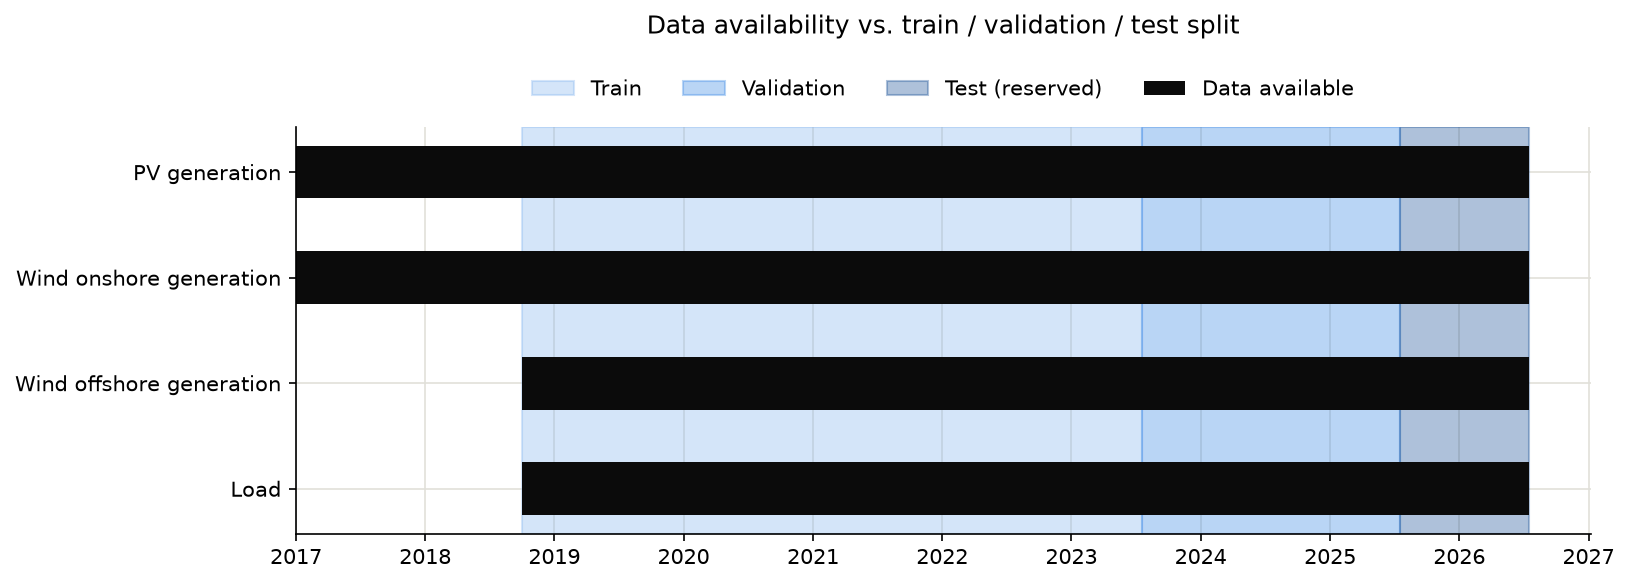 Data availability vs. train / validation / test split
Train Validation Test (reserved) Data available
PV generation
Wind onshore generation
Wind offshore generation
Load
2017 2018 2019 2020 2021 2022 2023 2024 2025 2026 2027